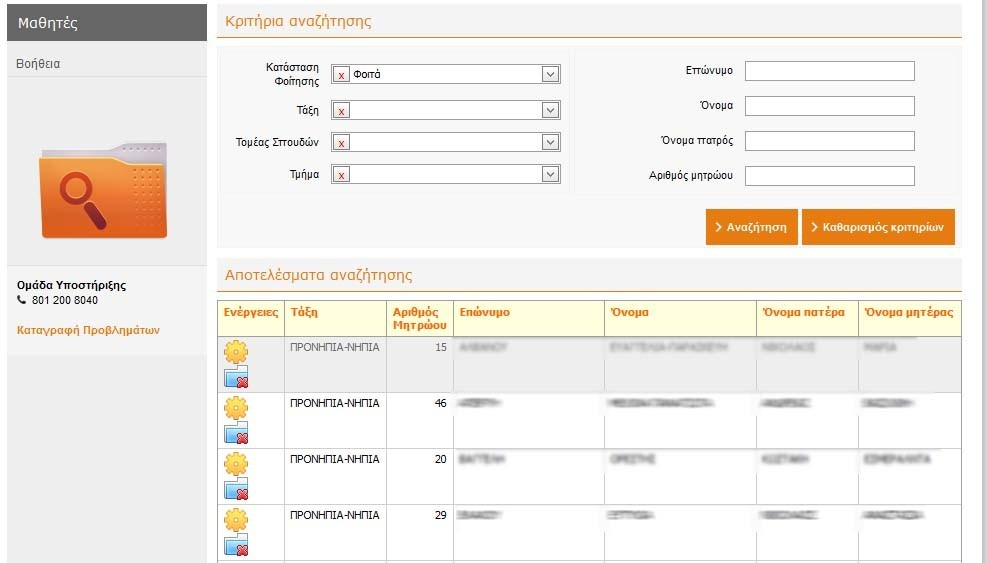 Μαθητές
Βοήθεια
Ομάδα Υποστήριξης
801 200 8040
Καταγραφή Προβλημάτων
Κριτήρια αναζήτησης
Κατάσταση Φοίτησης
x Φοιτά
Τάξη
x
Τομέας Σπουδών
x
Τμήμα
x
Επώνυμο
Όνομα
Όνομα πατρός
Αριθμός μητρώου
Αναζήτηση
Καθαρισμός κριτηρίων
Αποτελέσματα αναζήτησης
Ενέργειες Τάξη Αριθμός Μητρώου Επώνυμο Όνομα Όνομα πατέρα Όνομα μητέρας
ΠΡΟΝΗΠΙΑ-ΝΗΠΙΑ 15
ΠΡΟΝΗΠΙΑ-ΝΗΠΙΑ 46
ΠΡΟΝΗΠΙΑ-ΝΗΠΙΑ 20
ΠΡΟΝΗΠΙΑ-ΝΗΠΙΑ 29